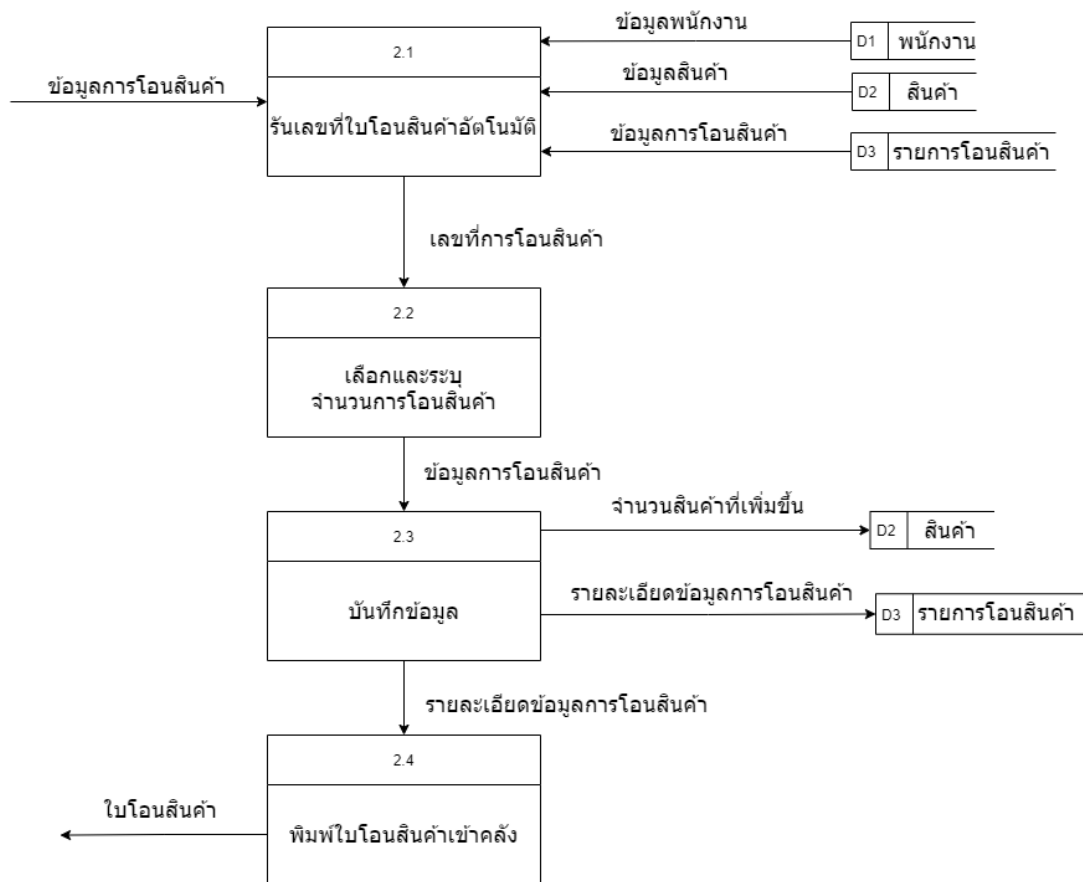 ข้อมูลพนักงาน
D1 พนักงาน
2.1
ข้อมูลการโอนสินค้า
ข้อมูลสินค้า
D2 สินค้า
รันเลขที่ใบโอนสินค้าอัตโนมัติ
ข้อมูลการโอนสินค้า
D3 รายการโอนสินค้า
เลขที่การโอนสินค้า
2.2
เลือกและระบุ
จำนวนการโอนสินค้า
ข้อมูลการโอนสินค้า
จำนวนสินค้าที่เพิ่มขึ้น
2.3
D2 สินค้า
รายละเอียดข้อมูลการโอนสินค้า
บันทึกข้อมูล
D3 รายการโอนสินค้า
รายละเอียดข้อมูลการโอนสินค้า
2.4
ใบโอนสินค้า
พิมพ์ใบโอนสินค้าเข้าคลัง